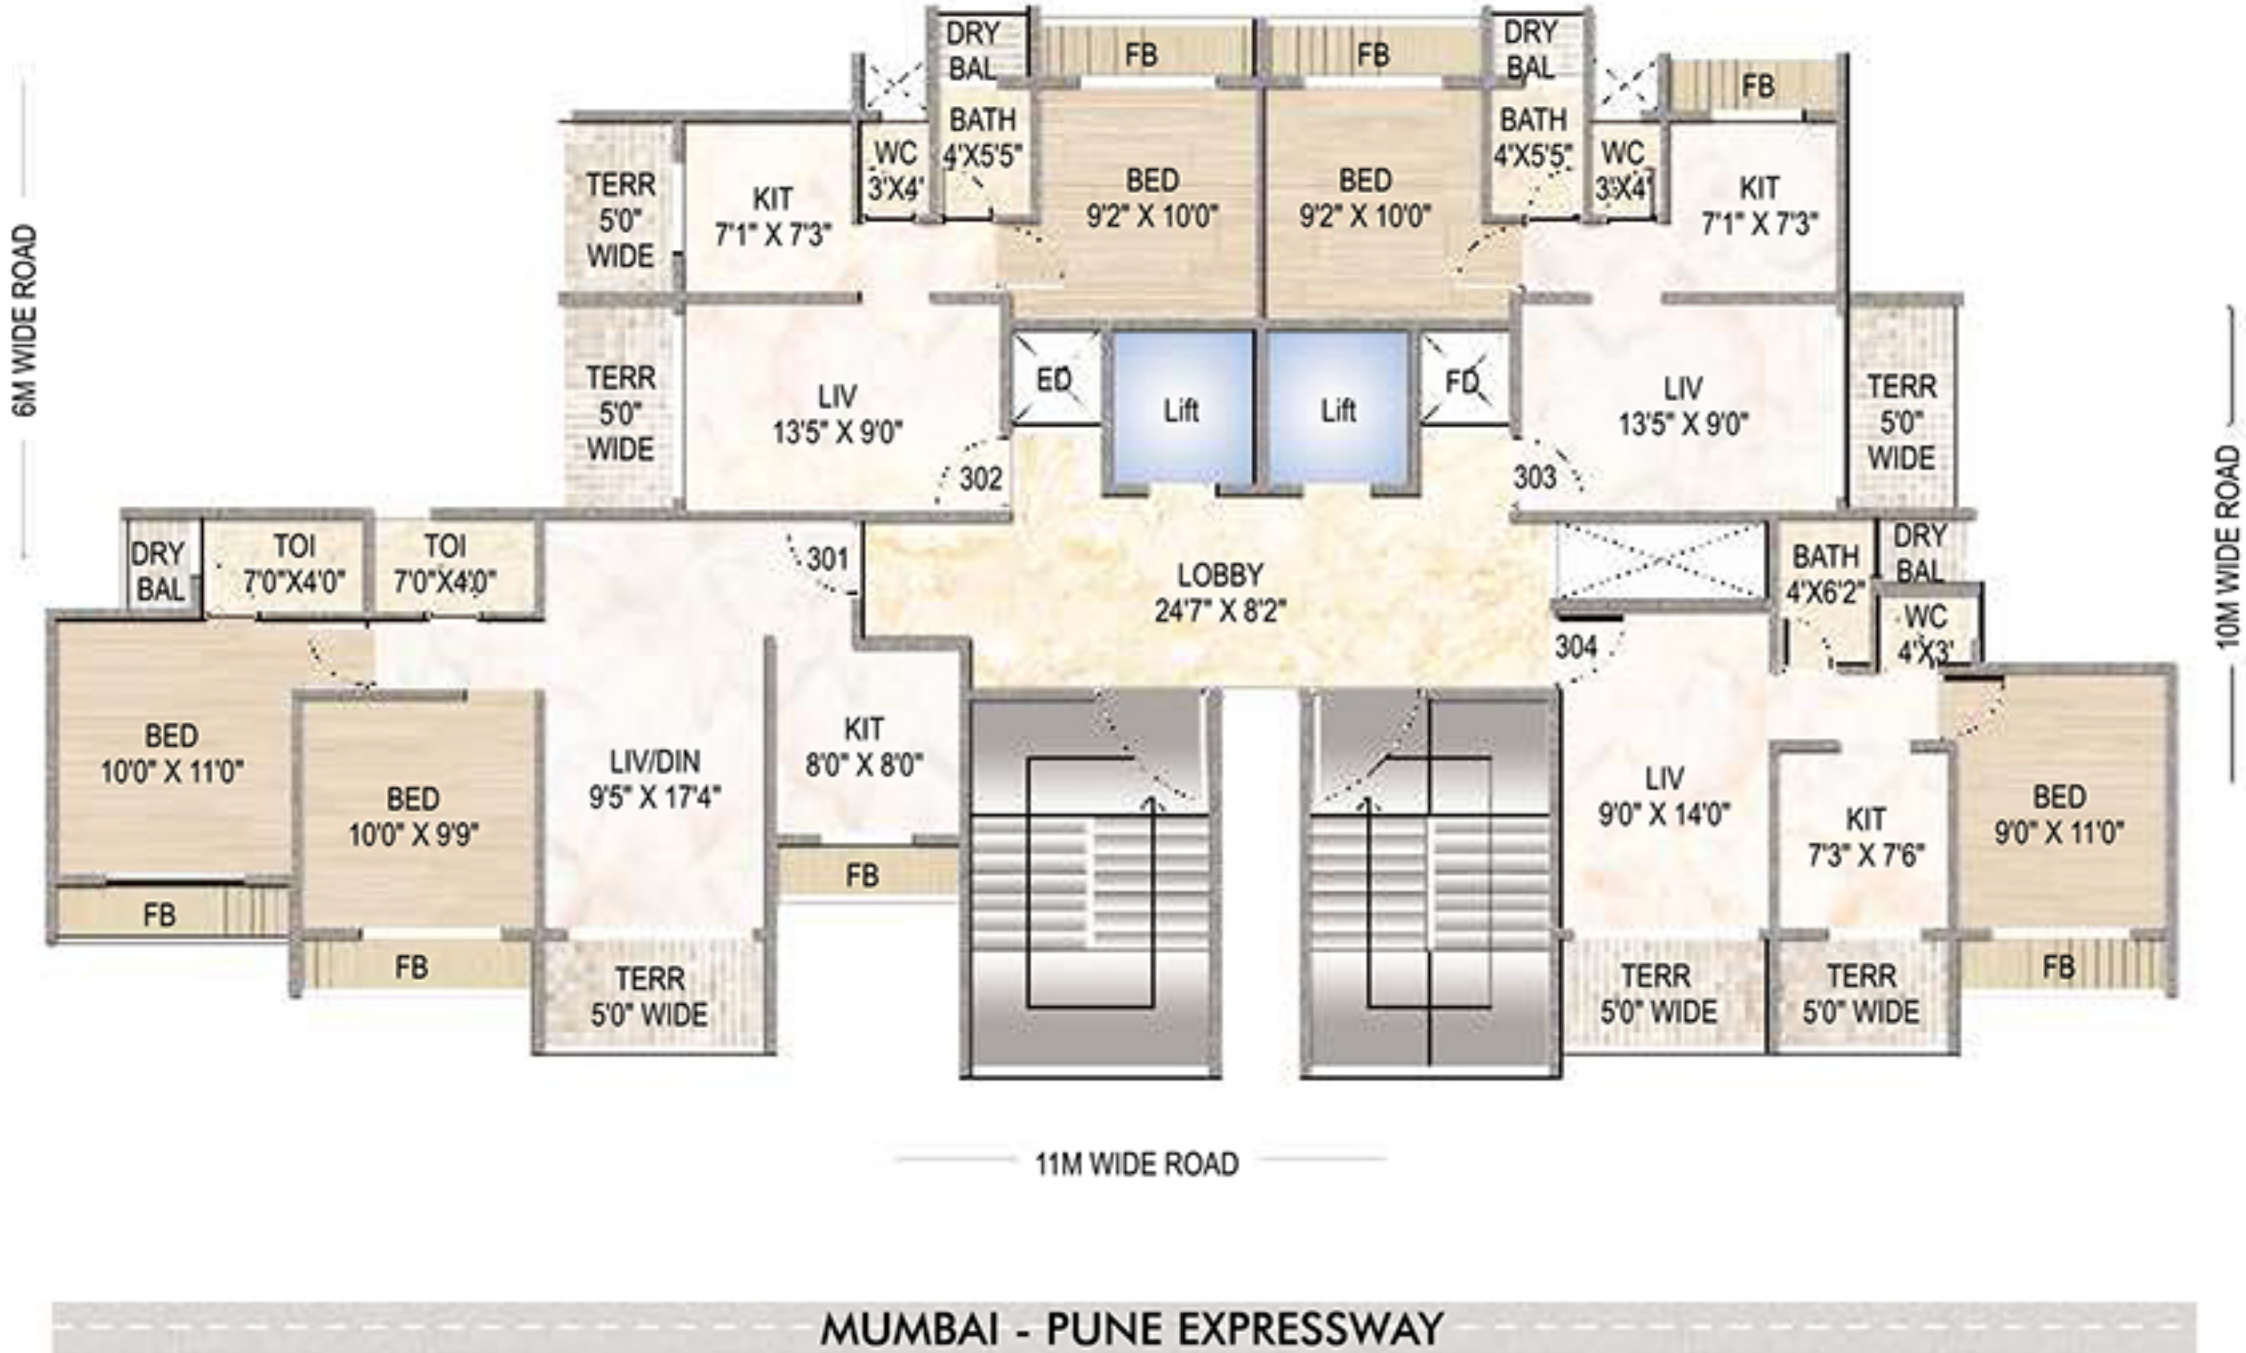 DRY
BAL
FB
FB
DRY
BAL
FB
BATH
4'X5'5"
WC
3'X4'
BED
9'2" X 10'0"
BED
9'2" X 10'0"
BATH
4'X5'5"
WC
3'X4'
KIT
7'1" X 7'3"
TERR
5'0"
WIDE
KIT
7'1" X 7'3"
6M WIDE ROAD
TERR
5'0"
WIDE
LIV
13'5" X 9'0"
302
ED
Lift
Lift
FD
303
LIV
13'5" X 9'0"
TERR
5'0"
WIDE
10M WIDE ROAD
DRY
BAL
TOI
7'0"X4'0"
TOI
7'0"X4'0"
301
LOBBY
24'7" X 8'2"
BATH
4'X6'2"
DRY
BAL
WC
4'X3'
304
BED
10'0" X 11'0"
BED
10'0" X 9'9"
LIV/DIN
9'5" X 17'4"
KIT
8'0" X 8'0"
LIV
9'0" X 14'0"
KIT
7'3" X 7'6"
BED
9'0" X 11'0"
FB
FB
TERR
5'0" WIDE
FB
TERR
5'0" WIDE
TERR
5'0" WIDE
FB
11M WIDE ROAD
MUMBAI - PUNE EXPRESSWAY